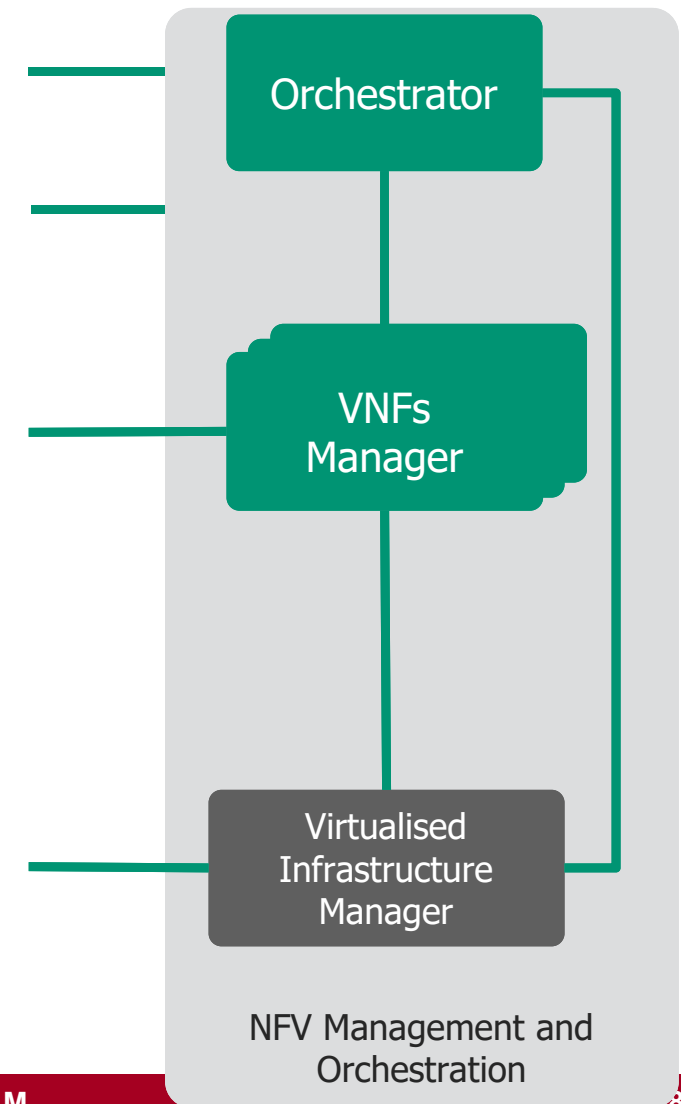 Orchestrator
VNFs
Manager
Virtualised
Infrastructure
Manager
NFV Management and
Orchestration
M